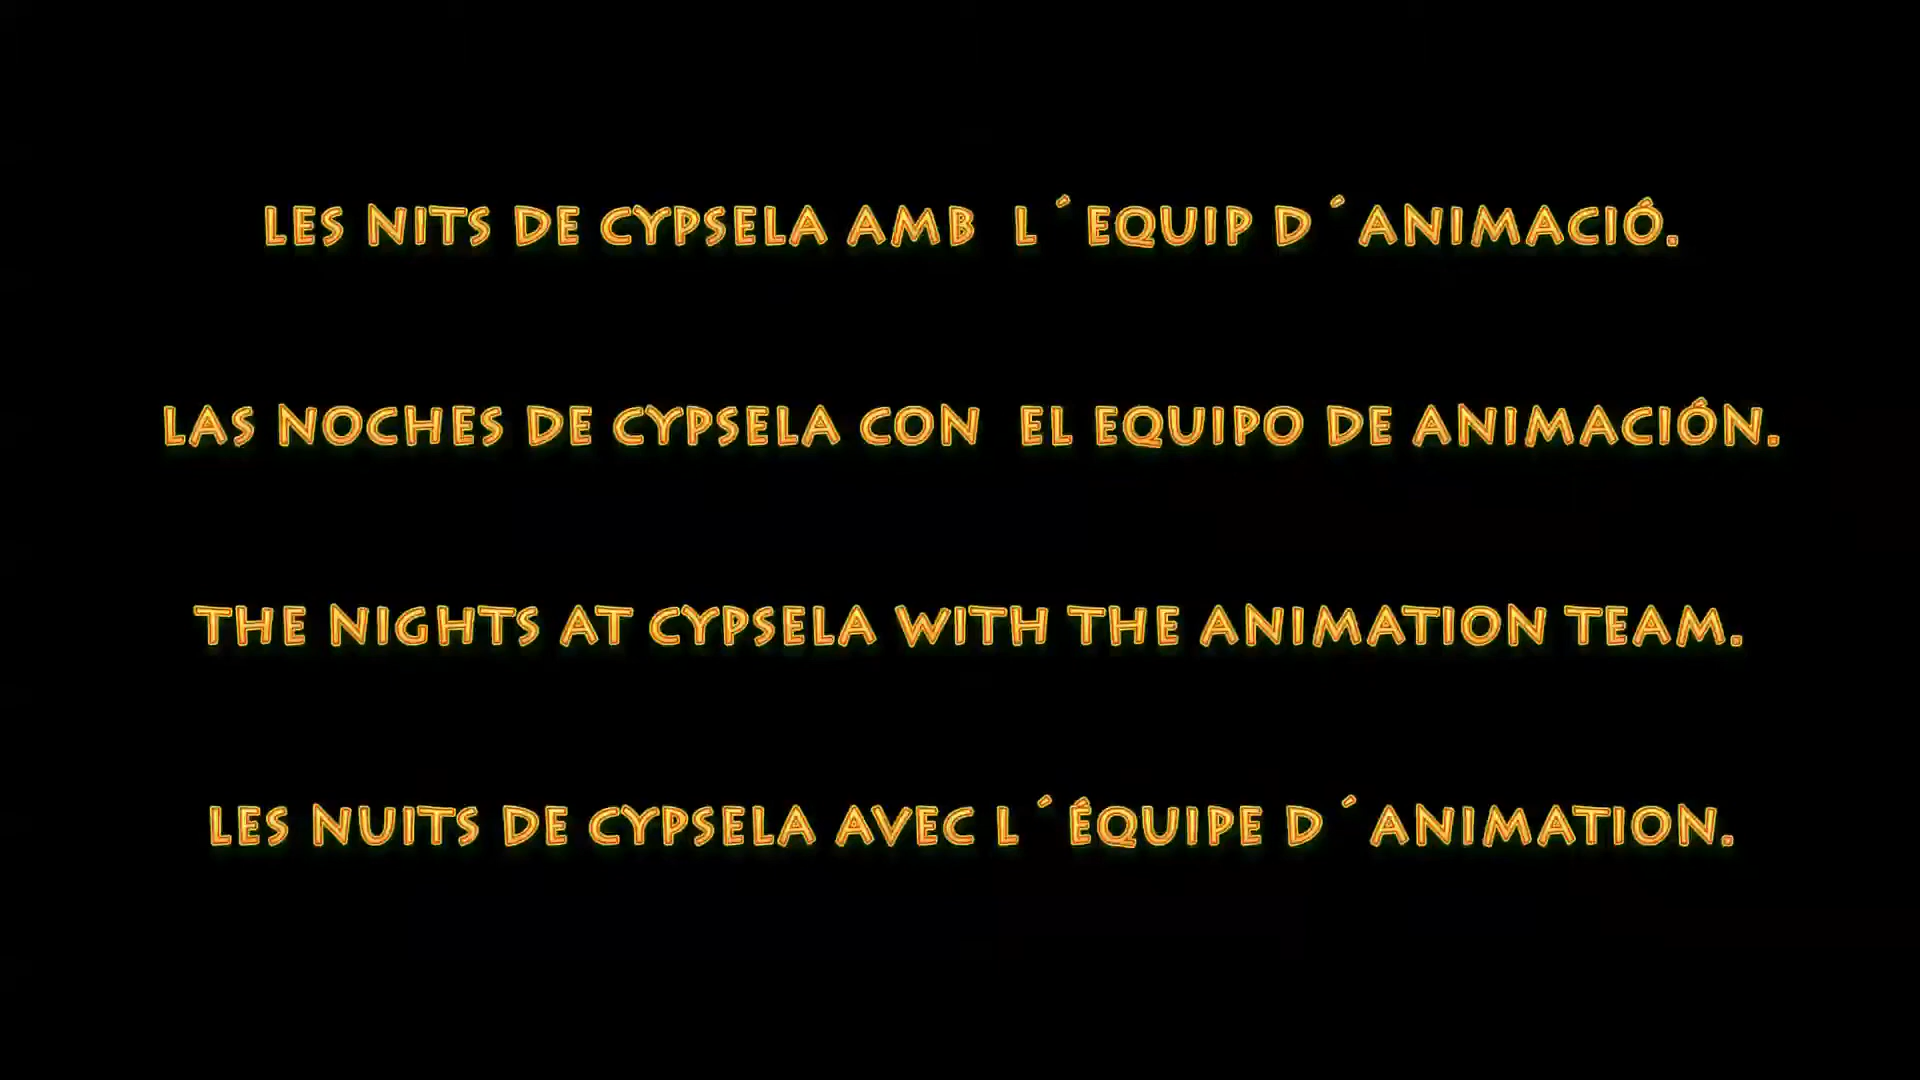 LES NITS DE CYPSELA AMB L´EQUIP D´ANIMACIÓ.
LAS NOCHES DE CYPSELA CON EL EQUIPO DE ANIMACIÓN.
THE NIGHTS AT CYPSELA WITH THE ANIMATION TEAM.
LES NUITS DE CYPSELA AVEC L´ÉQUIPE D´ANIMATION.